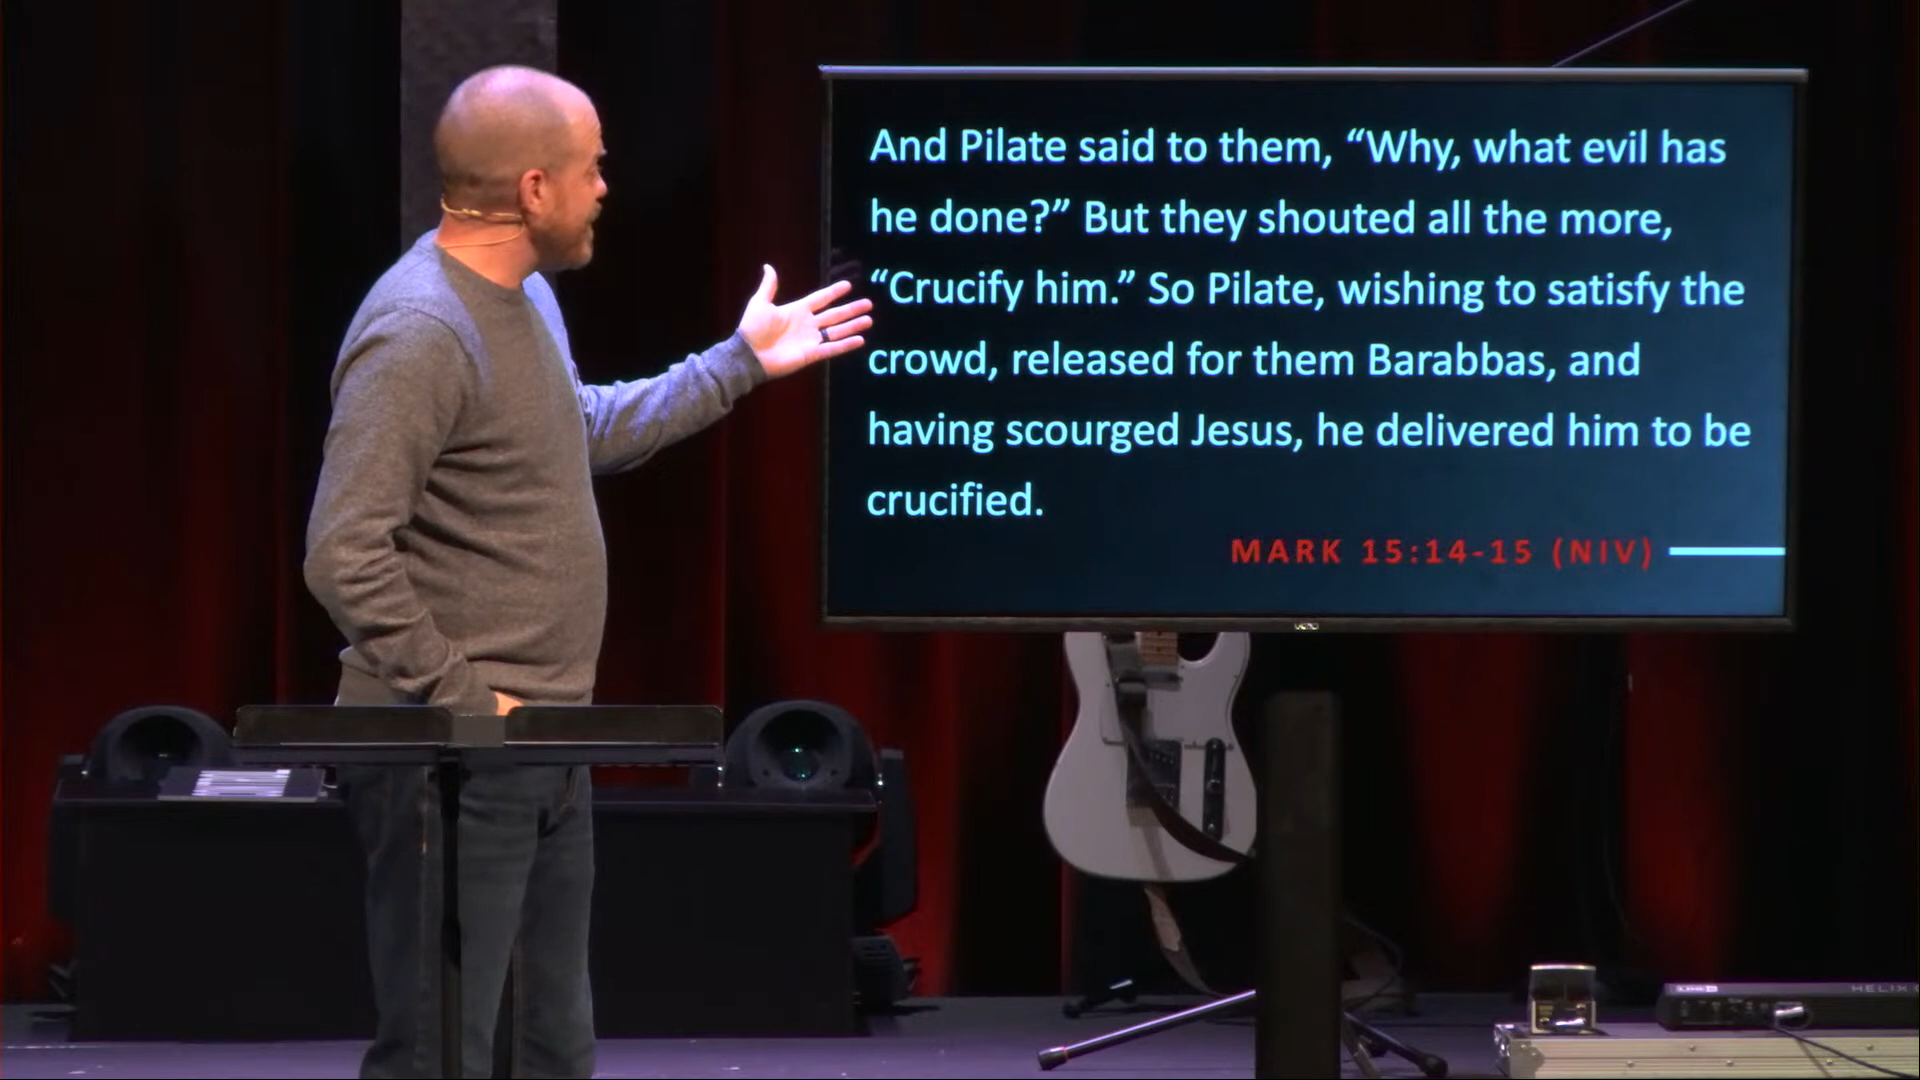 And Pilate said to them, “Why, what evil has
he done?” But they shouted all the more,
“Crucify him.” So Pilate, wishing to satisfy the
crowd, released for them Barabbas, and
having scourged Jesus, he delivered him to be
crucified.
MARK 15:14-15 (NIV)
HELIX